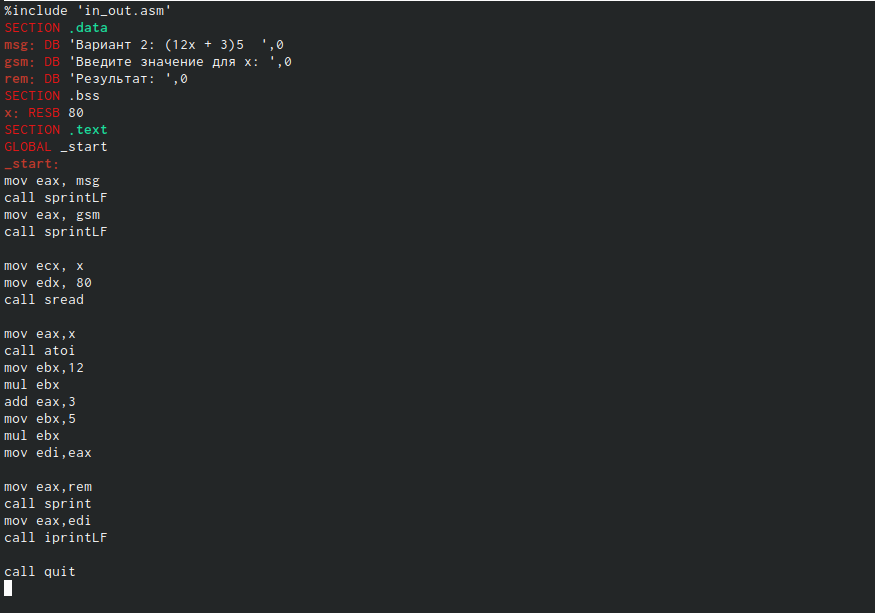 %include 'in_out.asm'
SECTION .data
msg: DB 'Вариант 2: (12x + 3)5  ',0
gsm: DB 'Введите значение для x: ',0
rem: DB 'Результат: ',0
SECTION .bss
x: RESB 80
SECTION .text
GLOBAL _start
_start:
mov eax, msg
call sprintLF
mov eax, gsm
call sprintLF
mov ecx, x
mov edx, 80
call sread
mov eax,x
call atoi
mov ebx,12
mul ebx
add eax,3
mov ebx,5
mul ebx
mov edi,eax
mov eax,rem
call sprint
mov eax,edi
call iprintLF
call quit